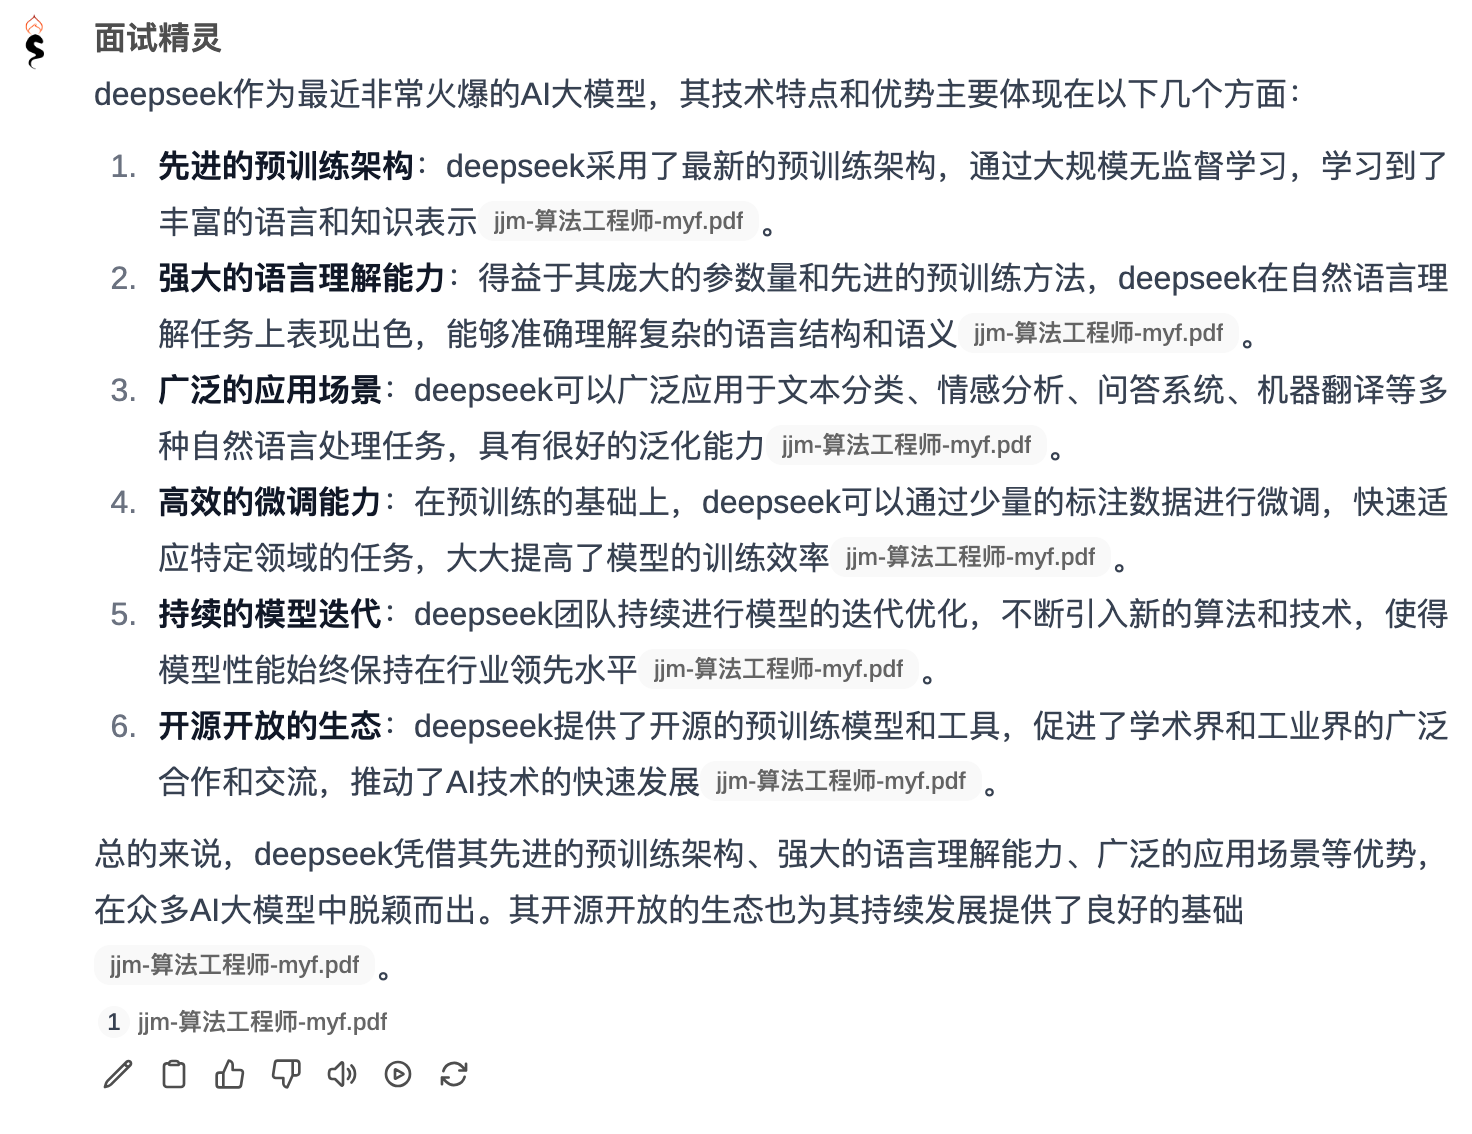 面试精灵
deepseek作为最近非常火爆的AI大模型，其技术特点和优势主要体现在以下几个方面：
1. 先进的预训练架构：deepseek采用了最新的预训练架构，通过大规模无监督学习，学习到了
丰富的语言和知识表示 jjm-算法工程师-myf.pdf 。
2. 强大的语言理解能力：得益于其庞大的参数量和先进的预训练方法，deepseek在自然语言理
解任务上表现出色，能够准确理解复杂的语言结构和语义 jjm-算法工程师-myf.pdf 。
3. 广泛的应用场景：deepseek可以广泛应用于文本分类、情感分析、问答系统、机器翻译等多
种自然语言处理任务，具有很好的泛化能力 jjm-算法工程师-myf.pdf 。
4. 高效的微调能力：在预训练的基础上，deepseek可以通过少量的标注数据进行微调，快速适
应特定领域的任务，大大提高了模型的训练效率 jjm-算法工程师-myf.pdf 。
5. 持续的模型迭代：deepseek团队持续进行模型的迭代优化，不断引入新的算法和技术，使得
模型性能始终保持在行业领先水平 jjm-算法工程师-myf.pdf 。
6. 开源开放的生态：deepseek提供了开源的预训练模型和工具，促进了学术界和工业界的广泛
合作和交流，推动了AI技术的快速发展 jjm-算法工程师-myf.pdf 。
总的来说，deepseek凭借其先进的预训练架构、强大的语言理解能力、广泛的应用场景等优势，
在众多AI大模型中脱颖而出。其开源开放的生态也为其持续发展提供了良好的基础
jjm-算法工程师-myf.pdf 。
1 jjm-算法工程师-myf.pdf